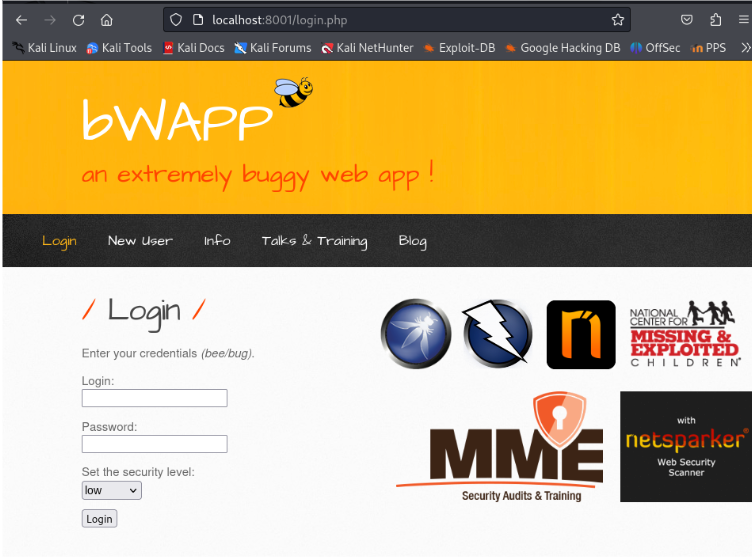 localhost:8001/login.php
Kali Linux Kali Tools Kali Docs Kali Forums Kali NetHunter Exploit-DB Google Hacking DB OffSec PPS
bWAPP
an extremely buggy web app !
Login New User Info Talks & Training Blog
/ Login /
Enter your credentials (bee/bug).
Login:
Password:
Set the security level:
low
Login
n
NATIONAL
CENTER FOR
MISSING &
EXPLOITED
CHILDREN®
MME
Security Audits & Training
with
netsparker®
Web Security
Scanner